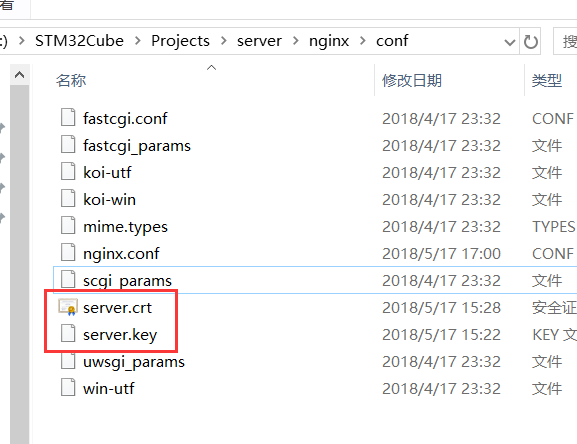 看
:) › STM32Cube › Projects › server › nginx › conf 搜
名称 修改日期 类型
fastcgi.conf 2018/4/17 23:32 CONF
fastcgi_params 2018/4/17 23:32 文件
koi-utf 2018/4/17 23:32 文件
koi-win 2018/4/17 23:32 文件
mime.types 2018/4/17 23:32 TYPES
nginx.conf 2018/5/17 17:00 CONF
scgi_params 2018/4/17 23:32 文件
server.crt 2018/5/17 15:28 安全证
server.key 2018/5/17 15:22 KEY 文
uwsgi_params 2018/4/17 23:32 文件
win-utf 2018/4/17 23:32 文件